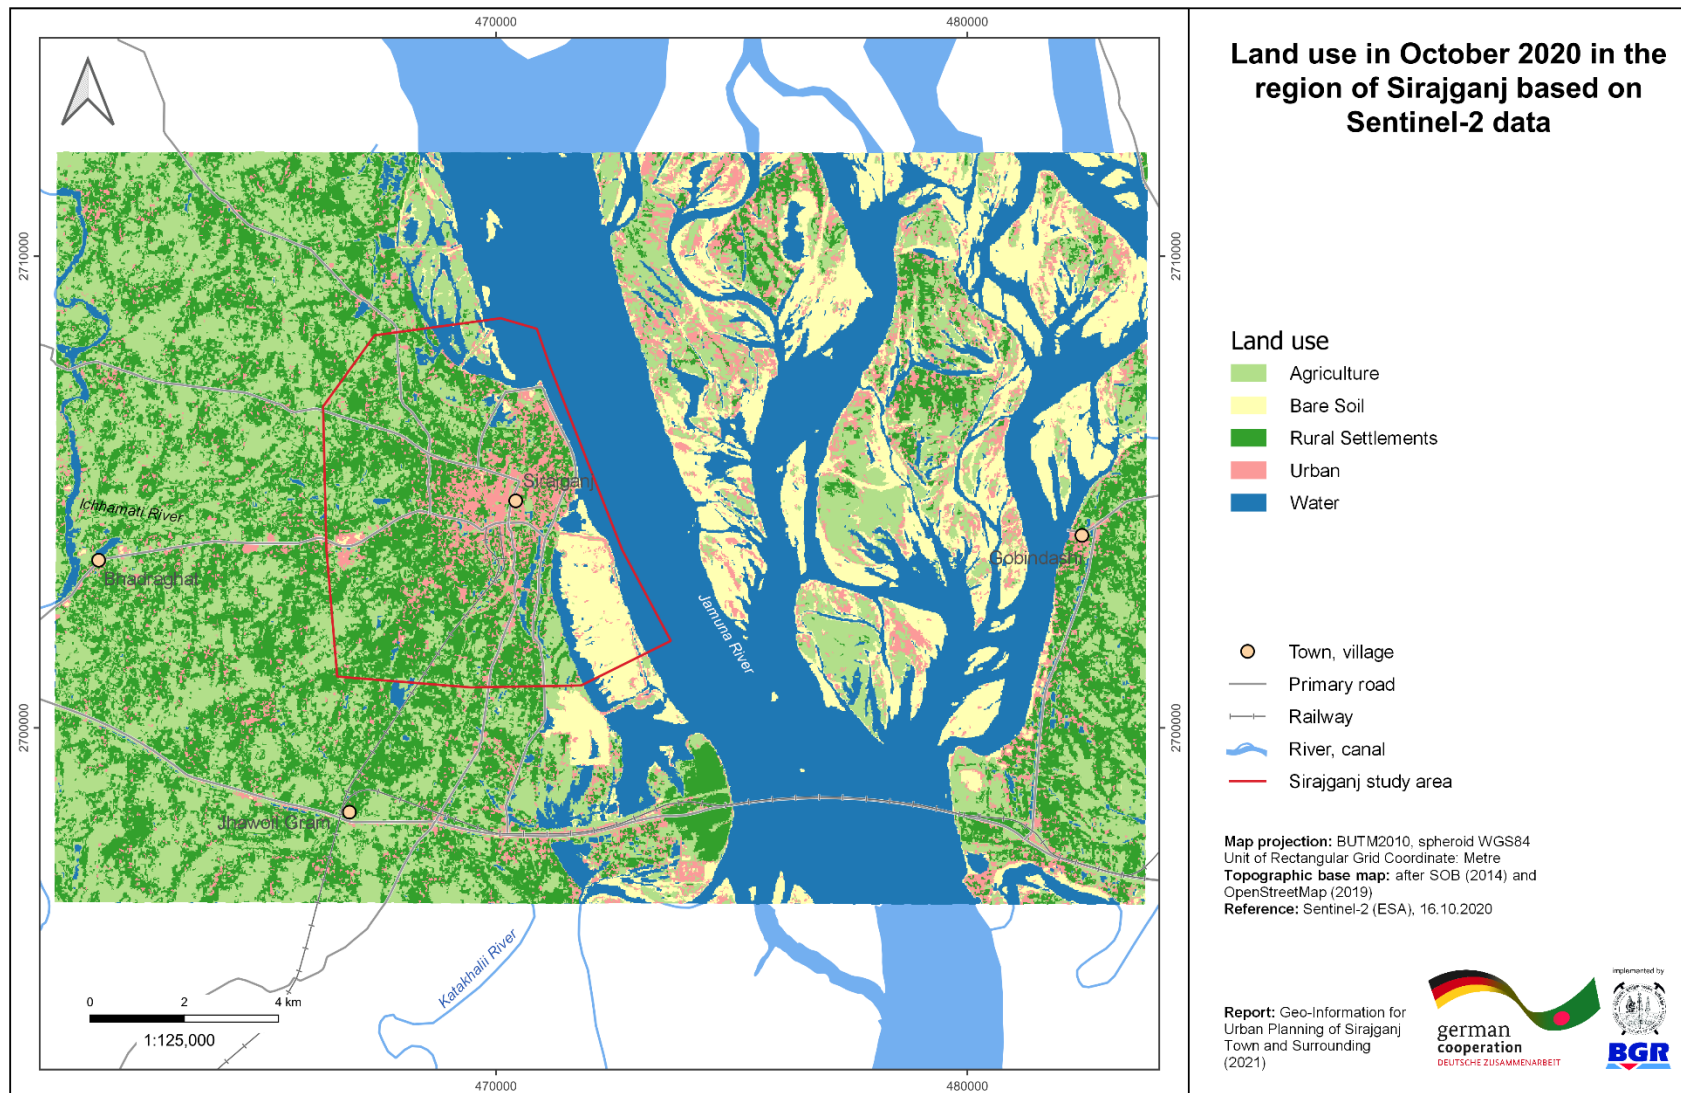 Land use in October 2020 in the
region of Sirajganj based on
Sentinel-2 data
470000
480000
2710000
2710000
Sirajganj
Ichhamati River
Bhadraghat
Gobindashi
Jamuna River
2700000
2700000
Jhawoil Gram
Katakhalii River
0 2 4 km
1:125,000
470000
480000
Land use
Agriculture
Bare Soil
Rural Settlements
Urban
Water
Town, village
Primary road
Railway
River, canal
Sirajganj study area
Map projection: BUTM2010, spheroid WGS84
Unit of Rectangular Grid Coordinate: Metre
Topographic base map: after SOB (2014) and
OpenStreetMap (2019)
Reference: Sentinel-2 (ESA), 16.10.2020
Report: Geo-Information for
Urban Planning of Sirajganj
Town and Surrounding
(2021)
german
cooperation
DEUTSCHE ZUSAMMENARBEIT
implemented by
BGR